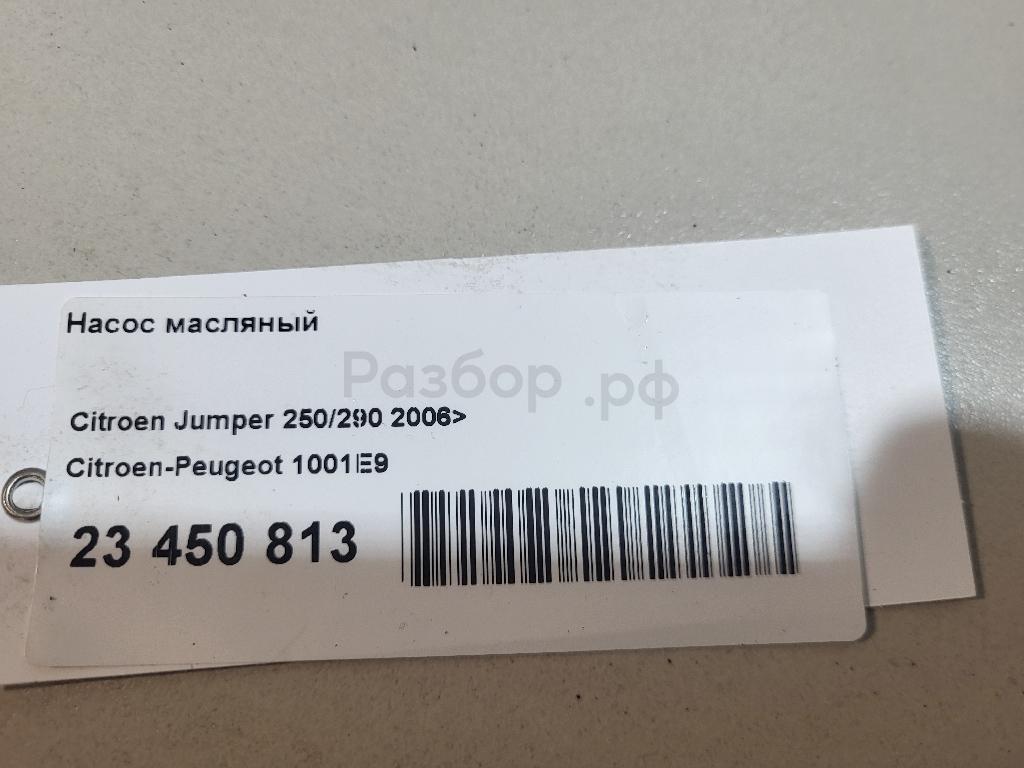 Насос масляный
Разбор.рф
Citroen Jumper 250/290 2006>
Citroen-Peugeot 1001E9
23 450 813